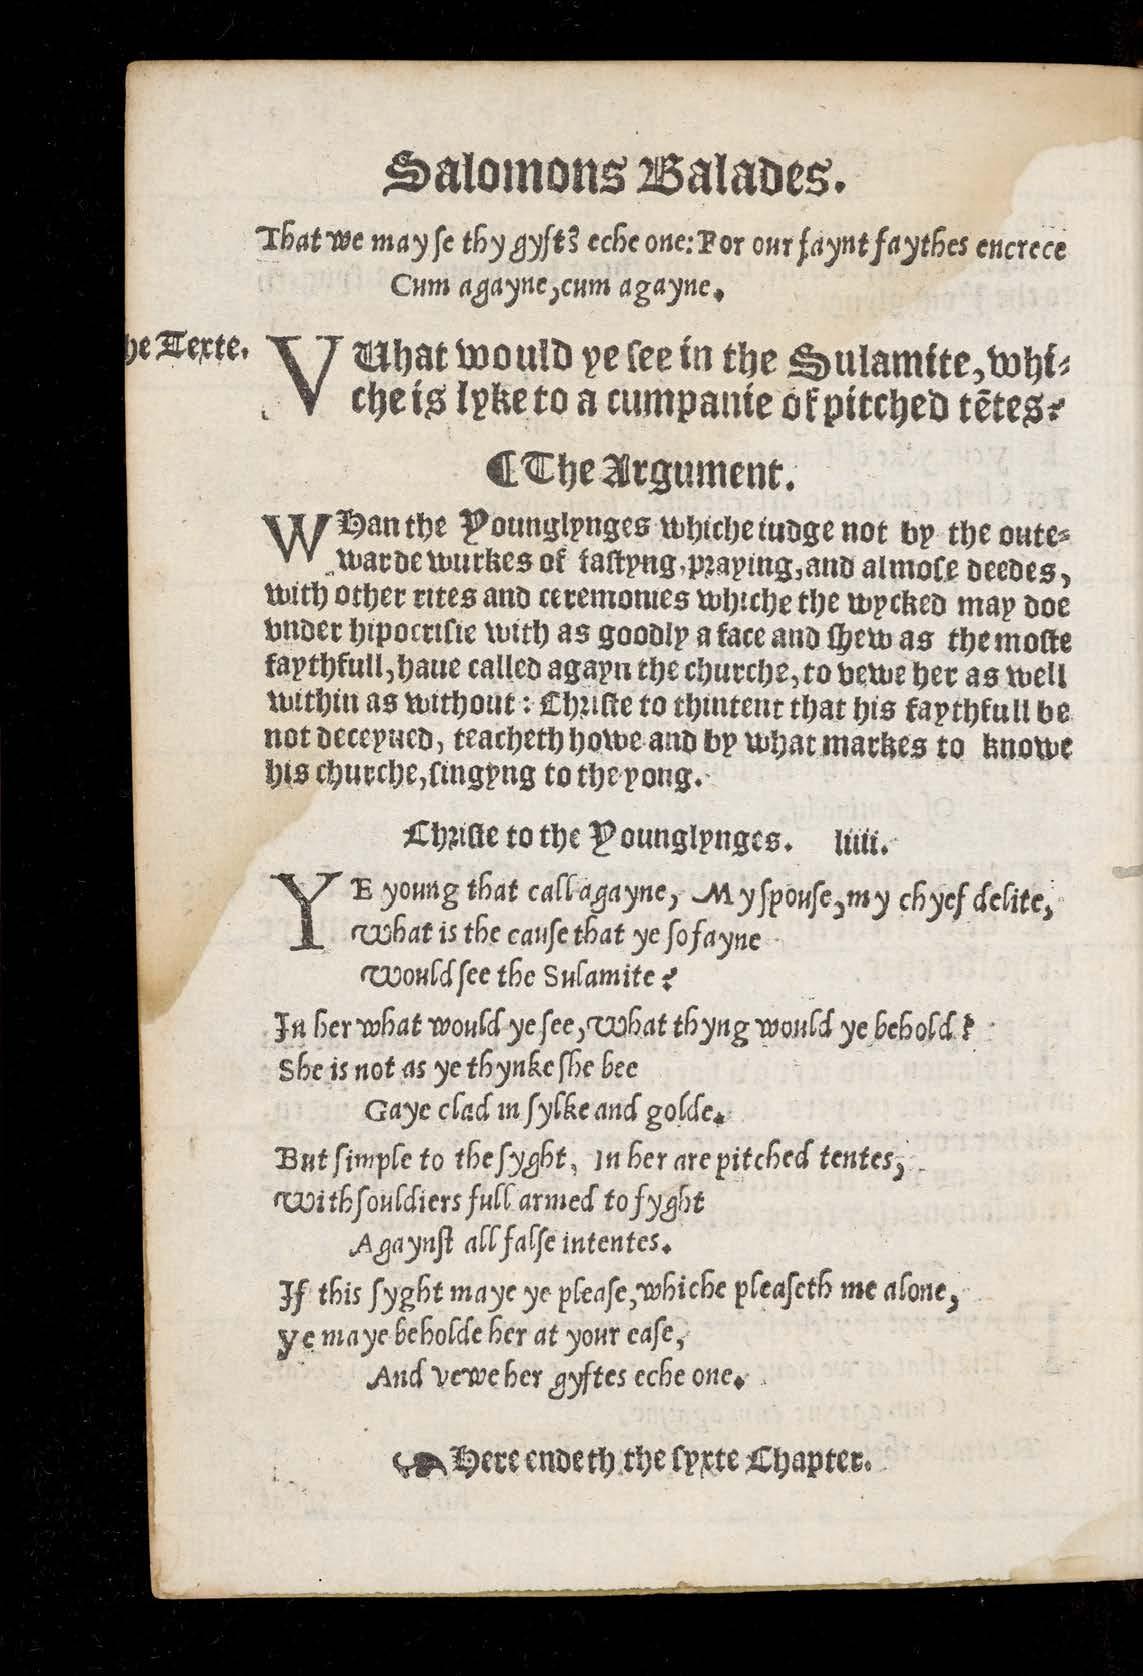 Salomons Balades.
That we may ſe thy gyft? eche one: For our faynt faythes encrece
Cum agayne, cum agayne.
he Texte.
VVhat would ye ſee in the Sulamite, whi⸗
che is lyke to a cumpanie of pitched tẽtes?
¶ The Argument.
WHan the Younglynges whiche iudge not by the oute⸗
warde wurkes of faſtyng, praying, and almoſe deedes,
with other rites and ceremonies whiche the wycked may doe
vnder hipocriſie with as goodly a face and ſhew as the moſte
faythfull, haue called agayn the churche, to vewe her as well
within as without: Chriſte to thintent that his faythfull be
not deceyued, teacheth howe and by what markes to knowe
his churche, ſingyng to the yong.
Chriſte to the Younglynges. liiii.
YE young that call agayne, My ſpouſe, my chyef delite,
What is the cauſe that ye ſo fayne
Would ſee the Sulamite?
In her what would ye ſee, What thyng would ye behold?
She is not as ye thynke ſhe bee
Gaye clad in ſylke and golde.
But ſimple to the ſyght, In her are pitched tentes,
With ſouldiers full armed to fyght
Agaynſt all falſe intentes.
If this ſyght maye ye pleaſe, whiche pleaſeth me alone,
Ye maye beholde her at your eaſe,
And vewe her gyftes eche one.
☙ Here endeth the ſyxte Chapter.